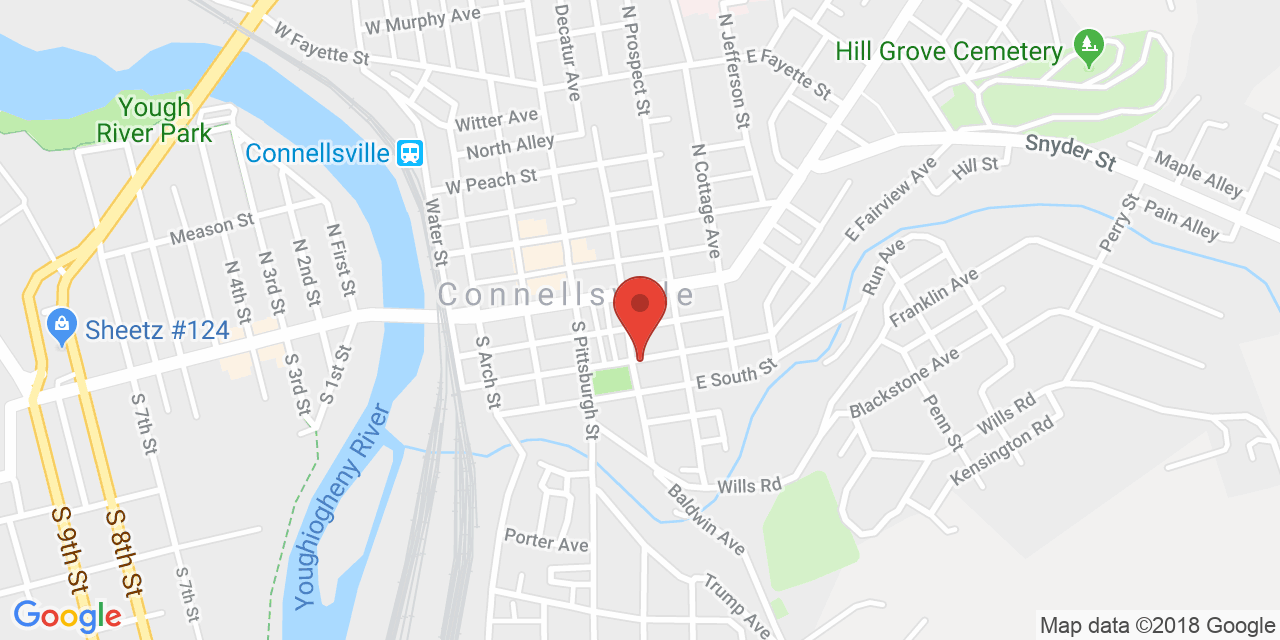 W Murphy Ave
W Fayette St
Decatur Ave
N Prospect St
N Jefferson St
E Fayette St
Hill Grove Cemetery
Yough
River Park
Connellsville
Witter Ave
North Alley
W Peach St
N Cottage Ave
Snyder St
Maple Alley
Hill St
E Fairview Ave
Pain Alley
Perry St
Meason St
Water St
N First St
N 2nd St
N 3rd St
N 4th St
Run Ave
Franklin Ave
Connellsville
Sheetz #124
S Arch St
S Pittsburgh St
S 1st St
S 3rd St
S 7th St
E South St
Blackstone Ave
Penn St
Wills Rd
Kensington Rd
Youghiogheny River
Wills Rd
Baldwin Ave
Porter Ave
S 9th St
S 8th St
S 7th St
Trump Ave
Google
Map data ©2018 Google